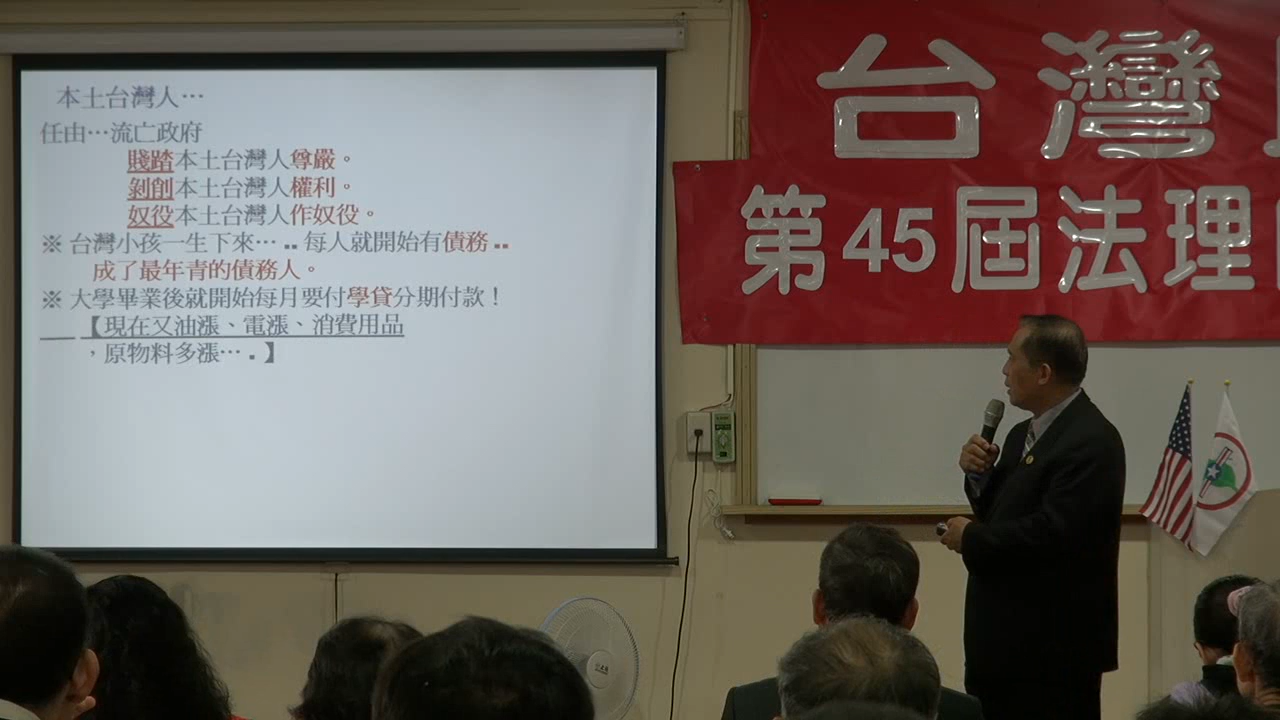 本土台灣人…
任由…流亡政府
賤踏本土台灣人尊嚴。
剝創本土台灣人權利。
奴役本土台灣人作奴役。
※ 台灣小孩一生下來… .. 每人就開始有債務 ..
成了最年青的債務人。
※ 大學畢業後就開始每月要付學貸分期付款！
【現在又油漲、電漲、消費用品
，原物料多漲… . 】
台灣
第45屆法理